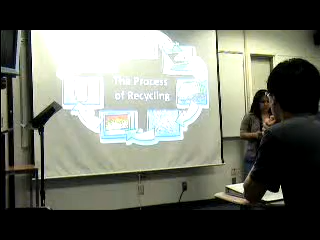 The Process
of Recycling